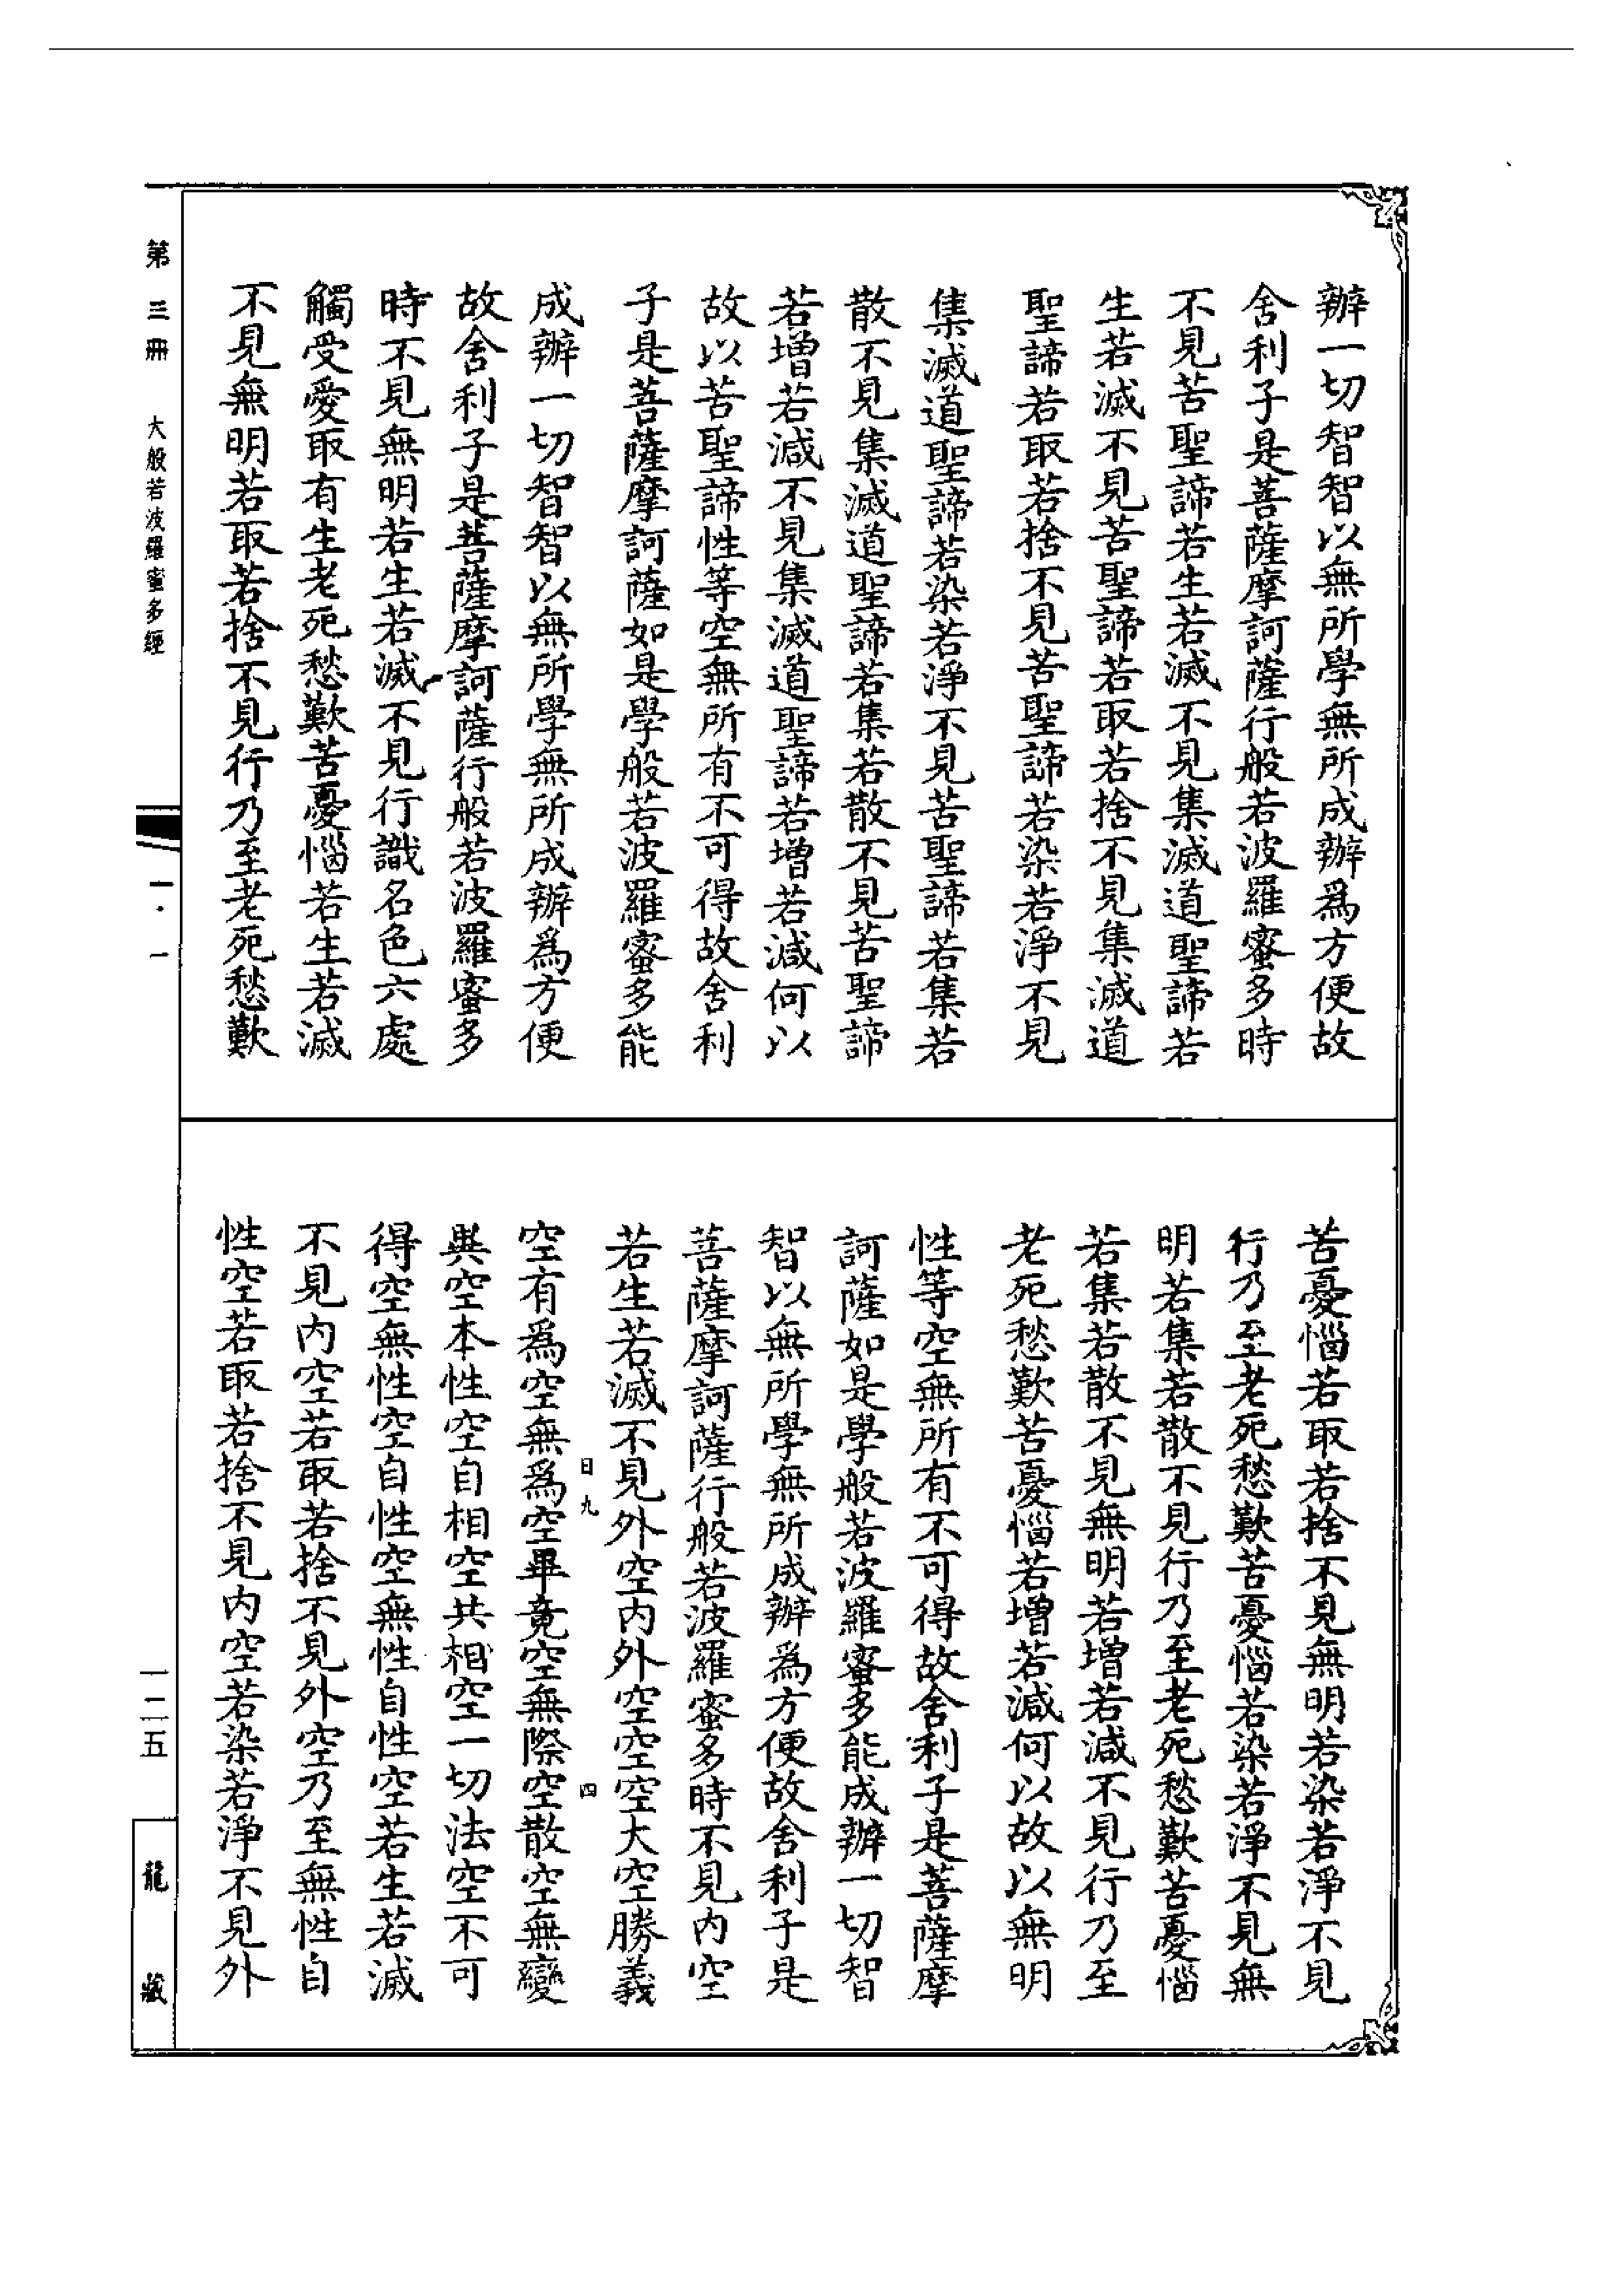 辦一切智智以無所學無所成辦爲方便故
舍利子是菩薩摩訶薩行般若波羅蜜多時
不見苦聖諦若生若滅不見集滅道聖諦若
生若滅不見苦聖諦若取若捨不見集滅道
聖諦若取若捨不見苦聖諦若染若淨不見
集滅道聖諦若染若淨不見苦聖諦若集若
散不見集滅道聖諦若集若散不見苦聖諦
若增若減不見集滅道聖諦若增若減何以
故以苦聖諦性等空無所有不可得故舍利
子是菩薩摩訶薩如是學般若波羅蜜多能
成辦一切智智以無所學無所成辦爲方便
故舍利子是菩薩摩訶薩行般若波羅蜜多
時不見無明若生若滅不見行識名色六處
觸受愛取有生老死愁歎苦憂惱若生若滅
不見無明若取若捨不見行乃至老死愁歎
苦憂惱若取若捨不見無明若染若淨不見
行乃至老死愁歎苦憂惱若染若淨不見無
明若集若散不見行乃至老死愁歎苦憂惱
若集若散不見無明若增若減不見行乃至
老死愁歎苦憂惱若增若減何以故以無明
性等空無所有不可得故舍利子是菩薩摩
訶薩如是學般若波羅蜜多能成辦一切智
智以無所學無所成辦爲方便故舍利子是
菩薩摩訶薩行般若波羅蜜多時不見內空
若生若滅不見外空內外空空空大空勝義
日九 四
空有爲空無爲空畢竟空無際空散空無變
異空本性空自相空共相空一切法空不可
得空無性空自性空無性自性空若生若滅
不見內空若取若捨不見外空乃至無性自
性空若取若捨不見內空若染若淨不見外
第三冊 大般若波羅蜜多經
一·一
一二五
龍藏